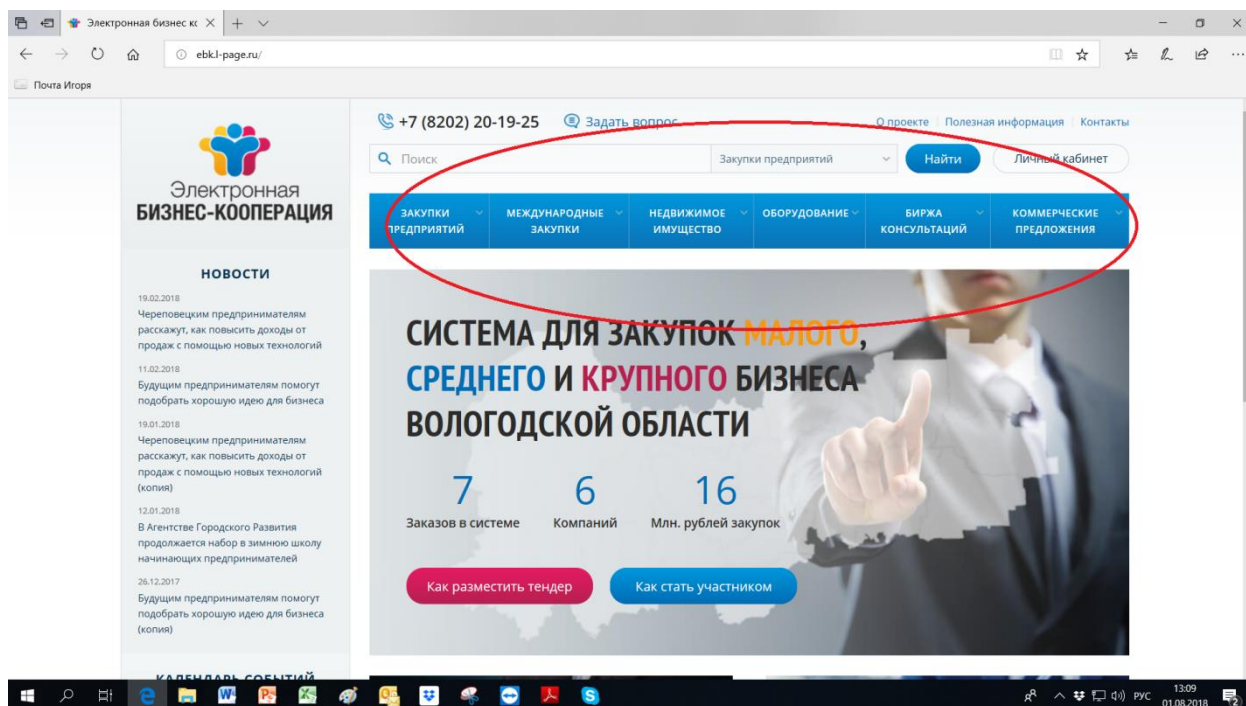 Электронная бизнес кс
ebk.l-page.ru/
Почта Игоря
+7 (8202) 20-19-25 Задать вопрос О проекте Полезная информация Контакты
Поиск Закупки предприятий Найти Личный кабинет
Электронная
БИЗНЕС-КООПЕРАЦИЯ
ЗАКУПКИ ПРЕДПРИЯТИЙ
МЕЖДУНАРОДНЫЕ ЗАКУПКИ
НЕДВИЖИМОЕ ИМУЩЕСТВО
ОБОРУДОВАНИЕ
БИРЖА КОНСУЛЬТАЦИЙ
КОММЕРЧЕСКИЕ ПРЕДЛОЖЕНИЯ
НОВОСТИ
19.02.2018
Череповецким предпринимателям
расскажут, как повысить доходы от
продаж с помощью новых технологий
11.02.2018
Будущим предпринимателям помогут
подобрать хорошую идею для бизнеса
19.01.2018
Череповецким предпринимателям
расскажут, как повысить доходы от
продаж с помощью новых технологий
(копия)
12.01.2018
В Агентстве Городского Развития
продолжается набор в зимнюю школу
начинающих предпринимателей
26.12.2017
Будущим предпринимателям помогут
подобрать хорошую идею для бизнеса
(копия)
КАЛЕНДАРЬ СОБЫТИЙ
СИСТЕМА ДЛЯ ЗАКУПОК МАЛОГО,
СРЕДНЕГО И КРУПНОГО БИЗНЕСА
ВОЛОГОДСКОЙ ОБЛАСТИ
7 6 16
Заказов в системе Компаний Млн. рублей закупок
Как разместить тендер Как стать участником
РУС 13:09
01.08.2018